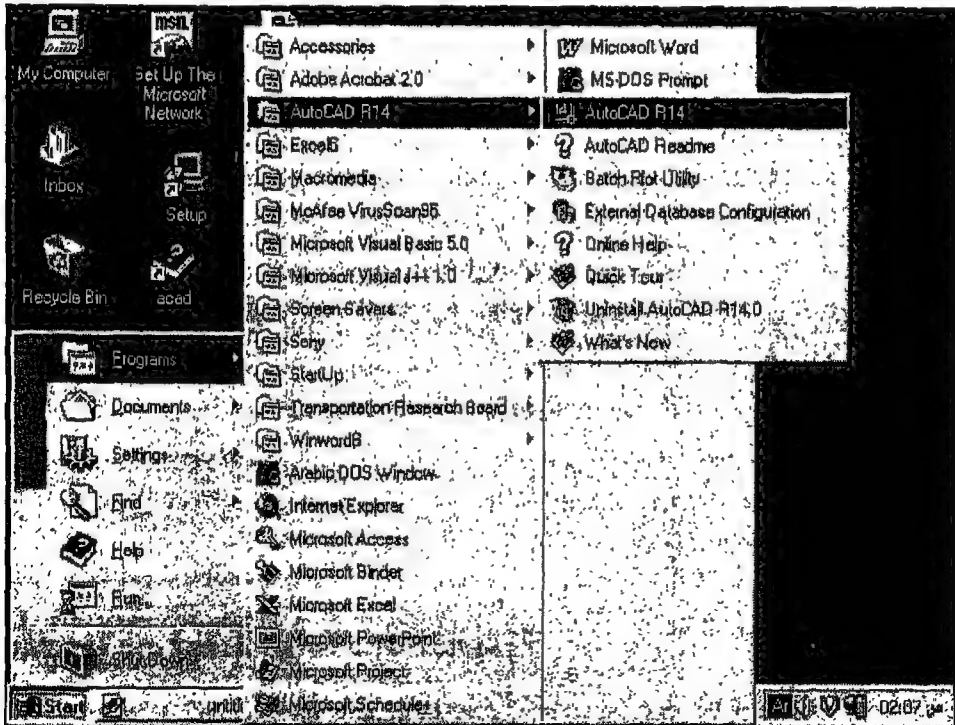 My Computer
msn.
Set Up The
Microsoft
Network
Inbox
Setup
Recycle Bin
acad
Programs
Documents
Settings
Find
Help
Run...
Shut Down...
Start
Accessories
Adobe Acrobat 2.0
AutoCAD R14
Macromedia
McAfee VirusScan95
Microsoft Visual Basic 5.0
Microsoft Visual J++ 1.0
Screen Savers
Sony
StartUp
Transportation Research Board
Winword6
Arabic DOS Window
Internet Explorer
Microsoft Access
Microsoft Binder
Microsoft Excel
Microsoft PowerPoint
Microsoft Project
Microsoft Schedule+
Microsoft Word
MS-DOS Prompt
AutoCAD R14
AutoCAD Readme
Batch Plot Utility
External Database Configuration
Online Help
Quick Tour
Uninstall AutoCAD R14.0
What's New
02:07